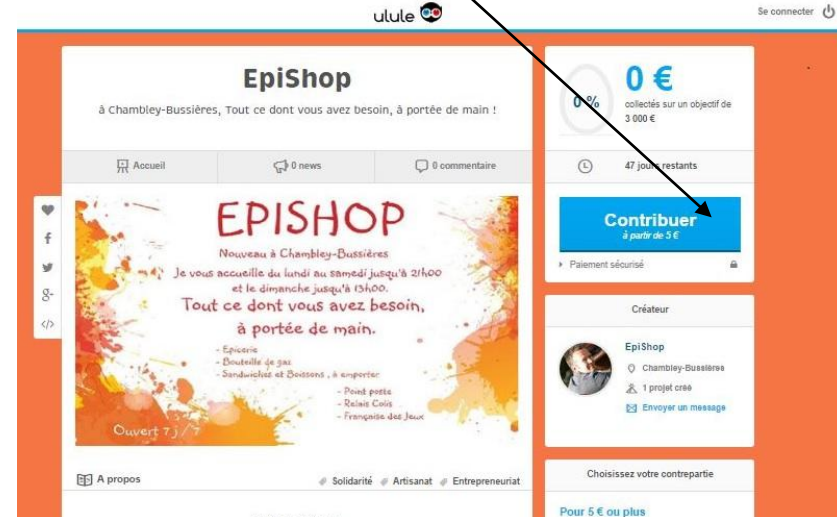 ulule
Se connecter
EpiShop
à Chambley-Bussières, Tout ce dont vous avez besoin, à portée de main !
Accueil
0 news
0 commentaire
EPISHOP
Nouveau à Chambley-Bussières
Je vous accueille du lundi au samedi jusqu'à 21h00
et le dimanche jusqu'à 13h00.
Tout ce dont vous avez besoin,
à portée de main.
- Epicerie
- Bouteille de gaz
- Sandwiches et Boissons , à emporter
- Point poste
- Relais Colis
- Française des Jeux
Ouvert 7j/7
A propos
Solidarité
Artisanat
Entrepreneuriat
0 %
0 €
collectés sur un objectif de
3 000 €
47 jours restants
Contribuer
à partir de 5 €
Paiement sécurisé
Créateur
EpiShop
Chambley-Bussières
1 projet créé
Envoyer un message
Choisissez votre contrepartie
Pour 5 € ou plus